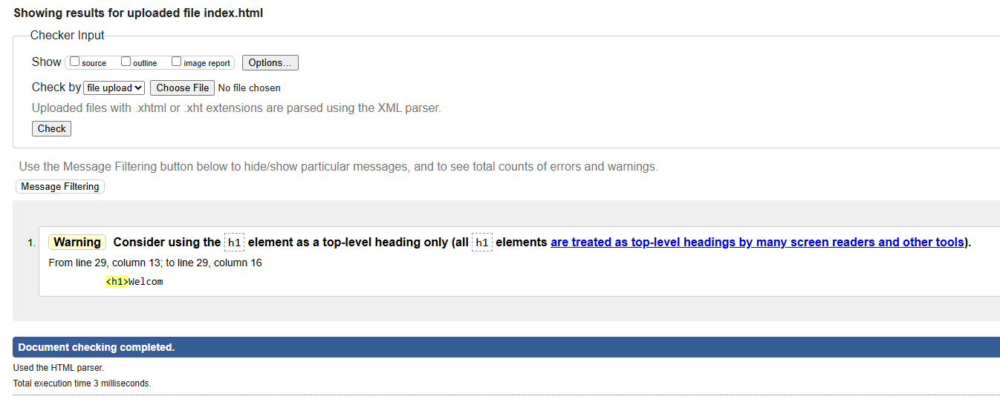 Showing results for uploaded file index.html
Checker Input
Show source outline image report Options...
Check by file upload Choose File No file chosen
Uploaded files with .xhtml or .xht extensions are parsed using the XML parser.
Check
Use the Message Filtering button below to hide/show particular messages, and to see total counts of errors and warnings.
Message Filtering
1. Warning Consider using the h1 element as a top-level heading only (all h1 elements are treated as top-level headings by many screen readers and other tools).
From line 29, column 13; to line 29, column 16
<h1>Welcom
Document checking completed.
Used the HTML parser.
Total execution time 3 milliseconds.